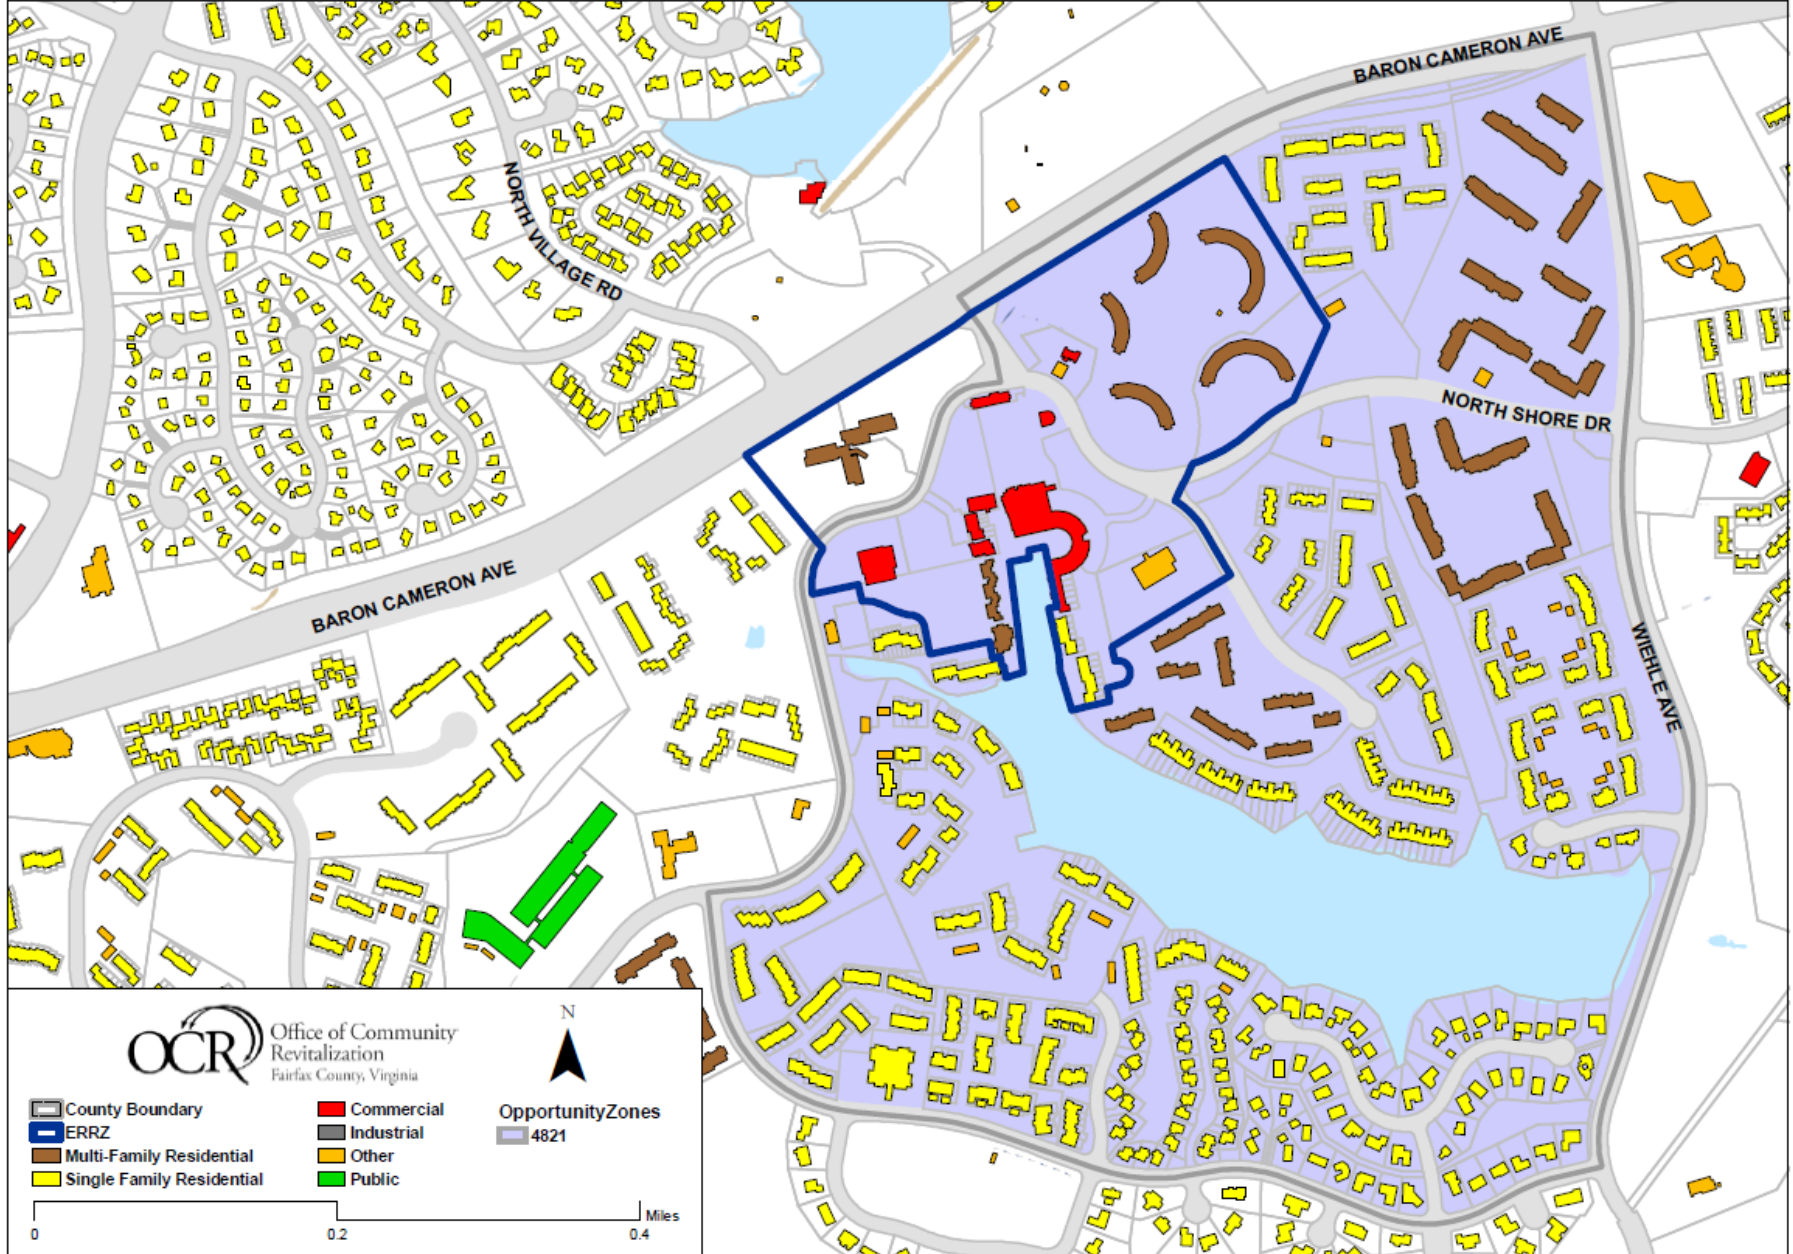 BARON CAMERON AVE
NORTH VILLAGE RD
NORTH SHORE DR
BARON CAMERON AVE
WIEHLE AVE
OCR
Office of Community
Revitalization
Fairfax County, Virginia
N
County Boundary
ERRZ
Multi-Family Residential
Single Family Residential
Commercial
Industrial
Other
Public
OpportunityZones
4821
Miles
0 0.2 0.4